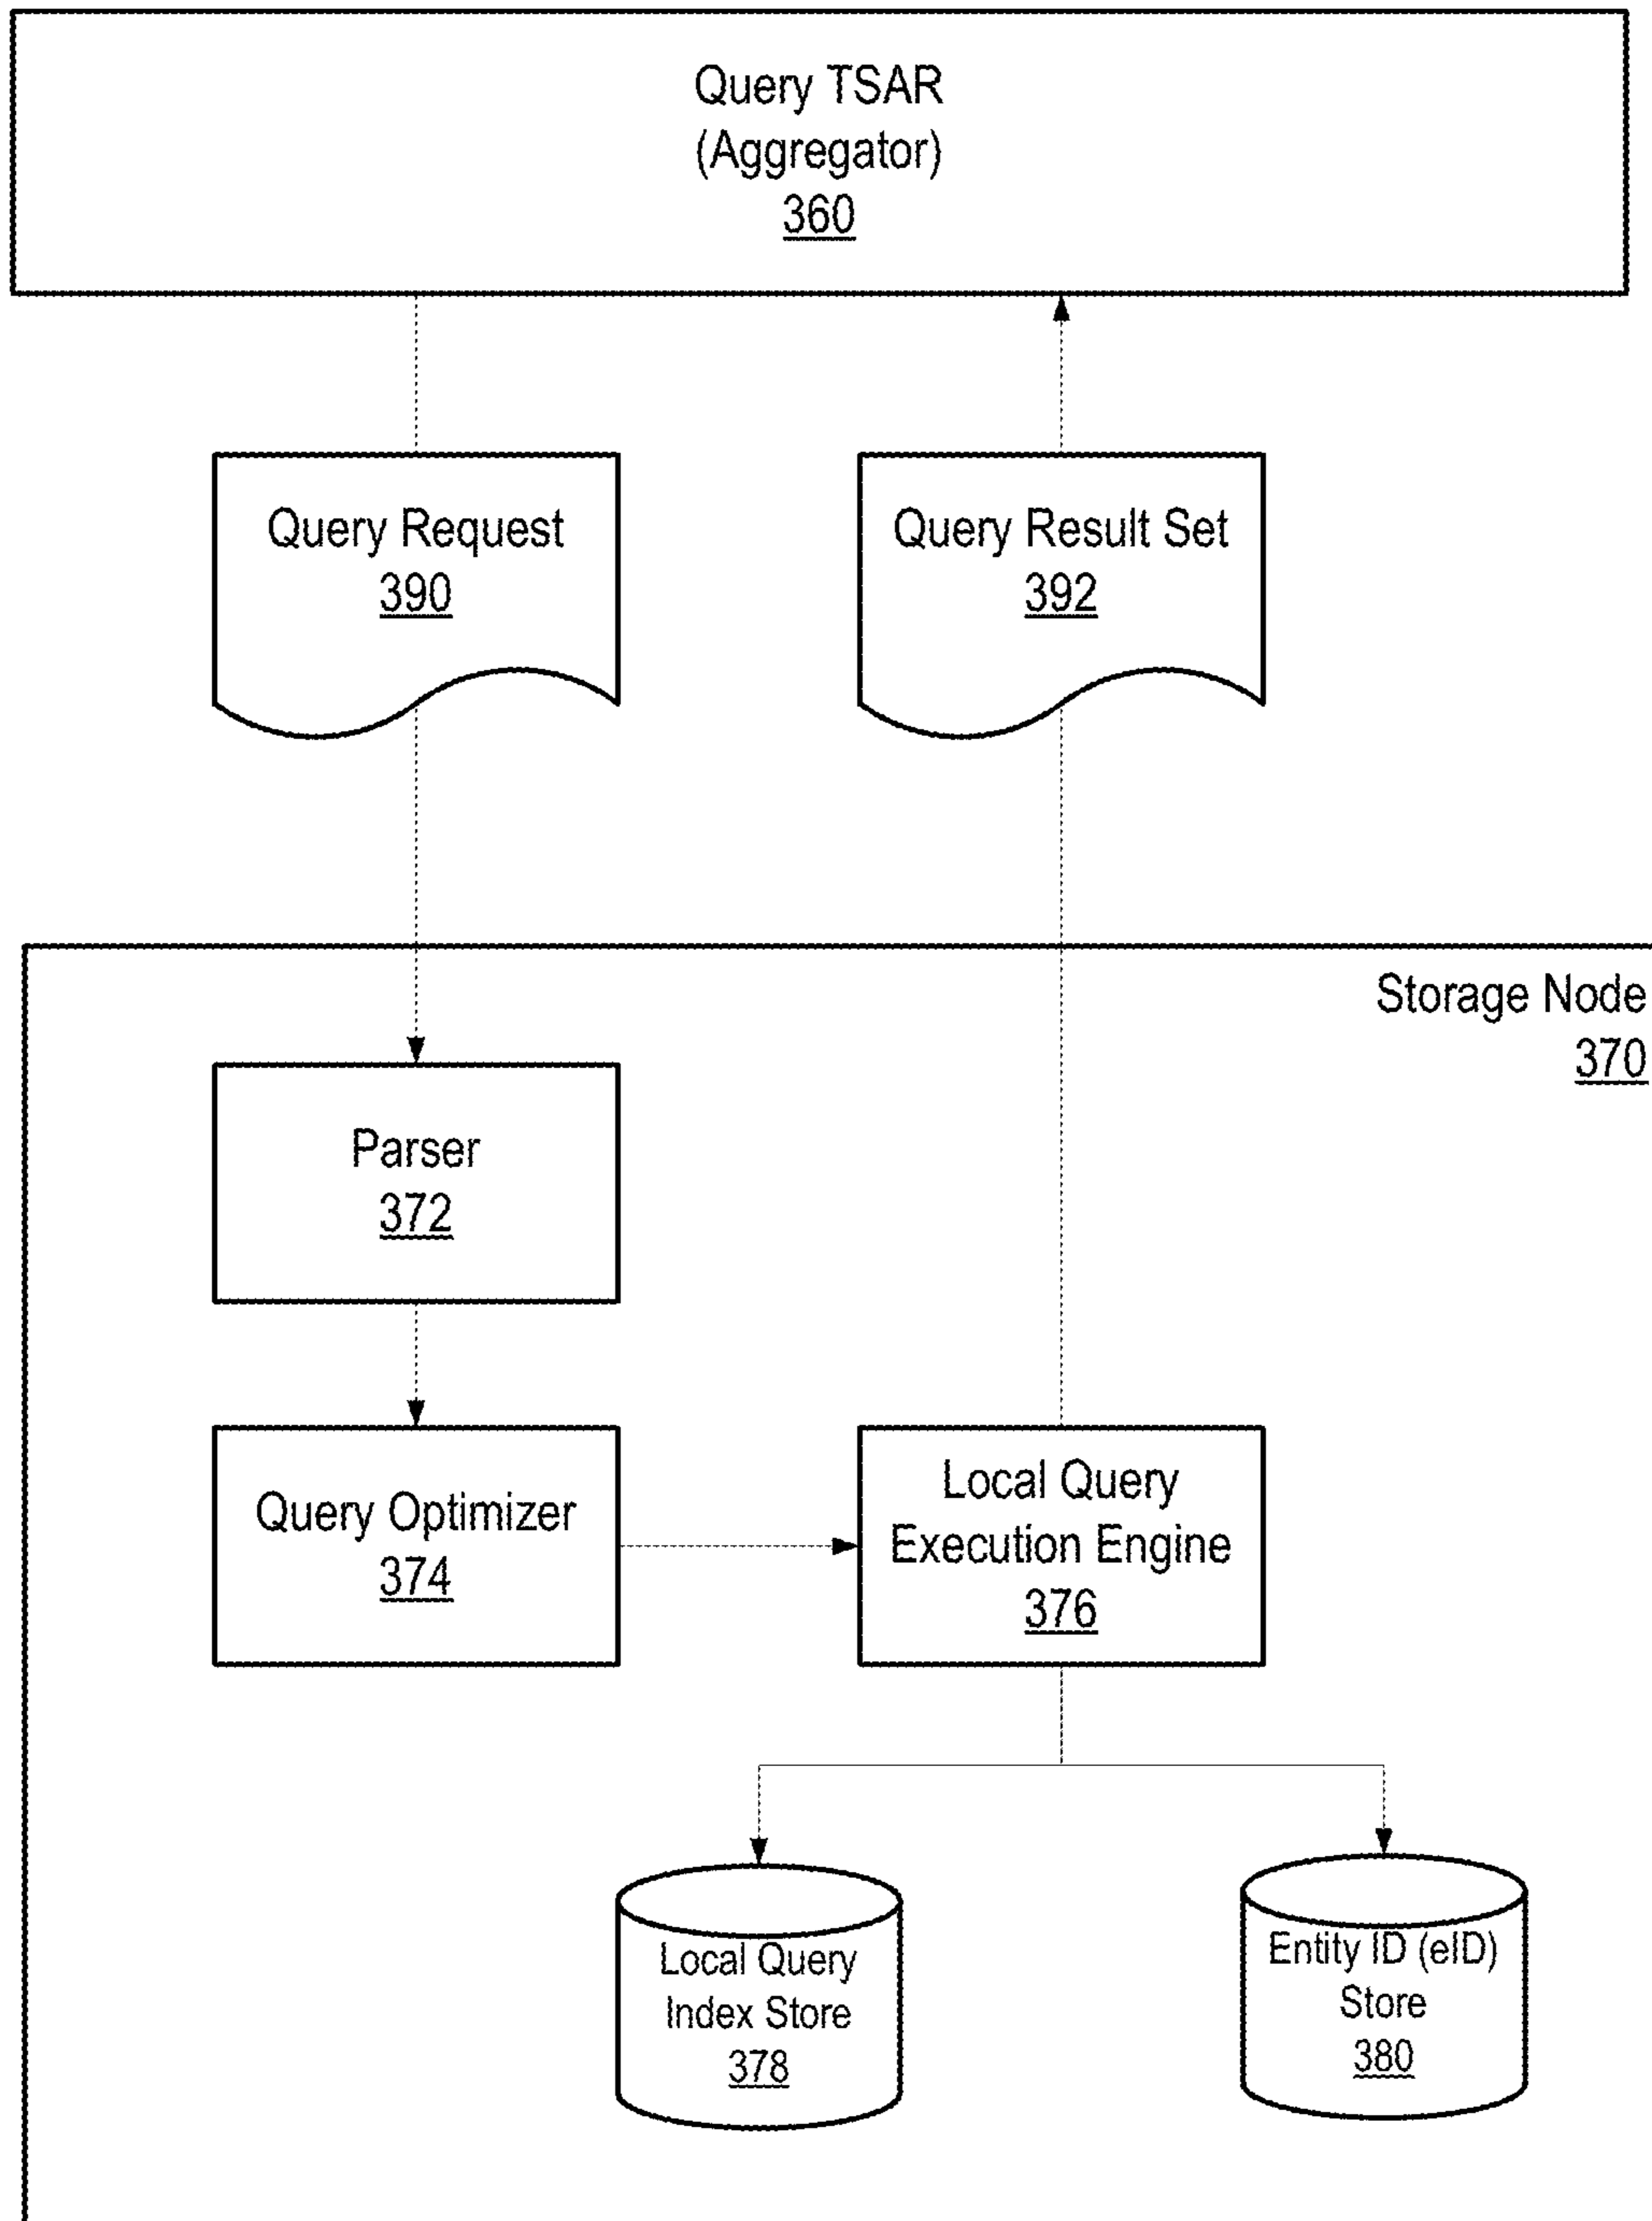 Query TSAR
(Aggregator)
360
Query Request
390
Query Result Set
392
Storage Node
370
Parser
372
Query Optimizer
374
Local Query
Execution Engine
376
Local Query
Index Store
378
Entity ID (eID)
Store
380